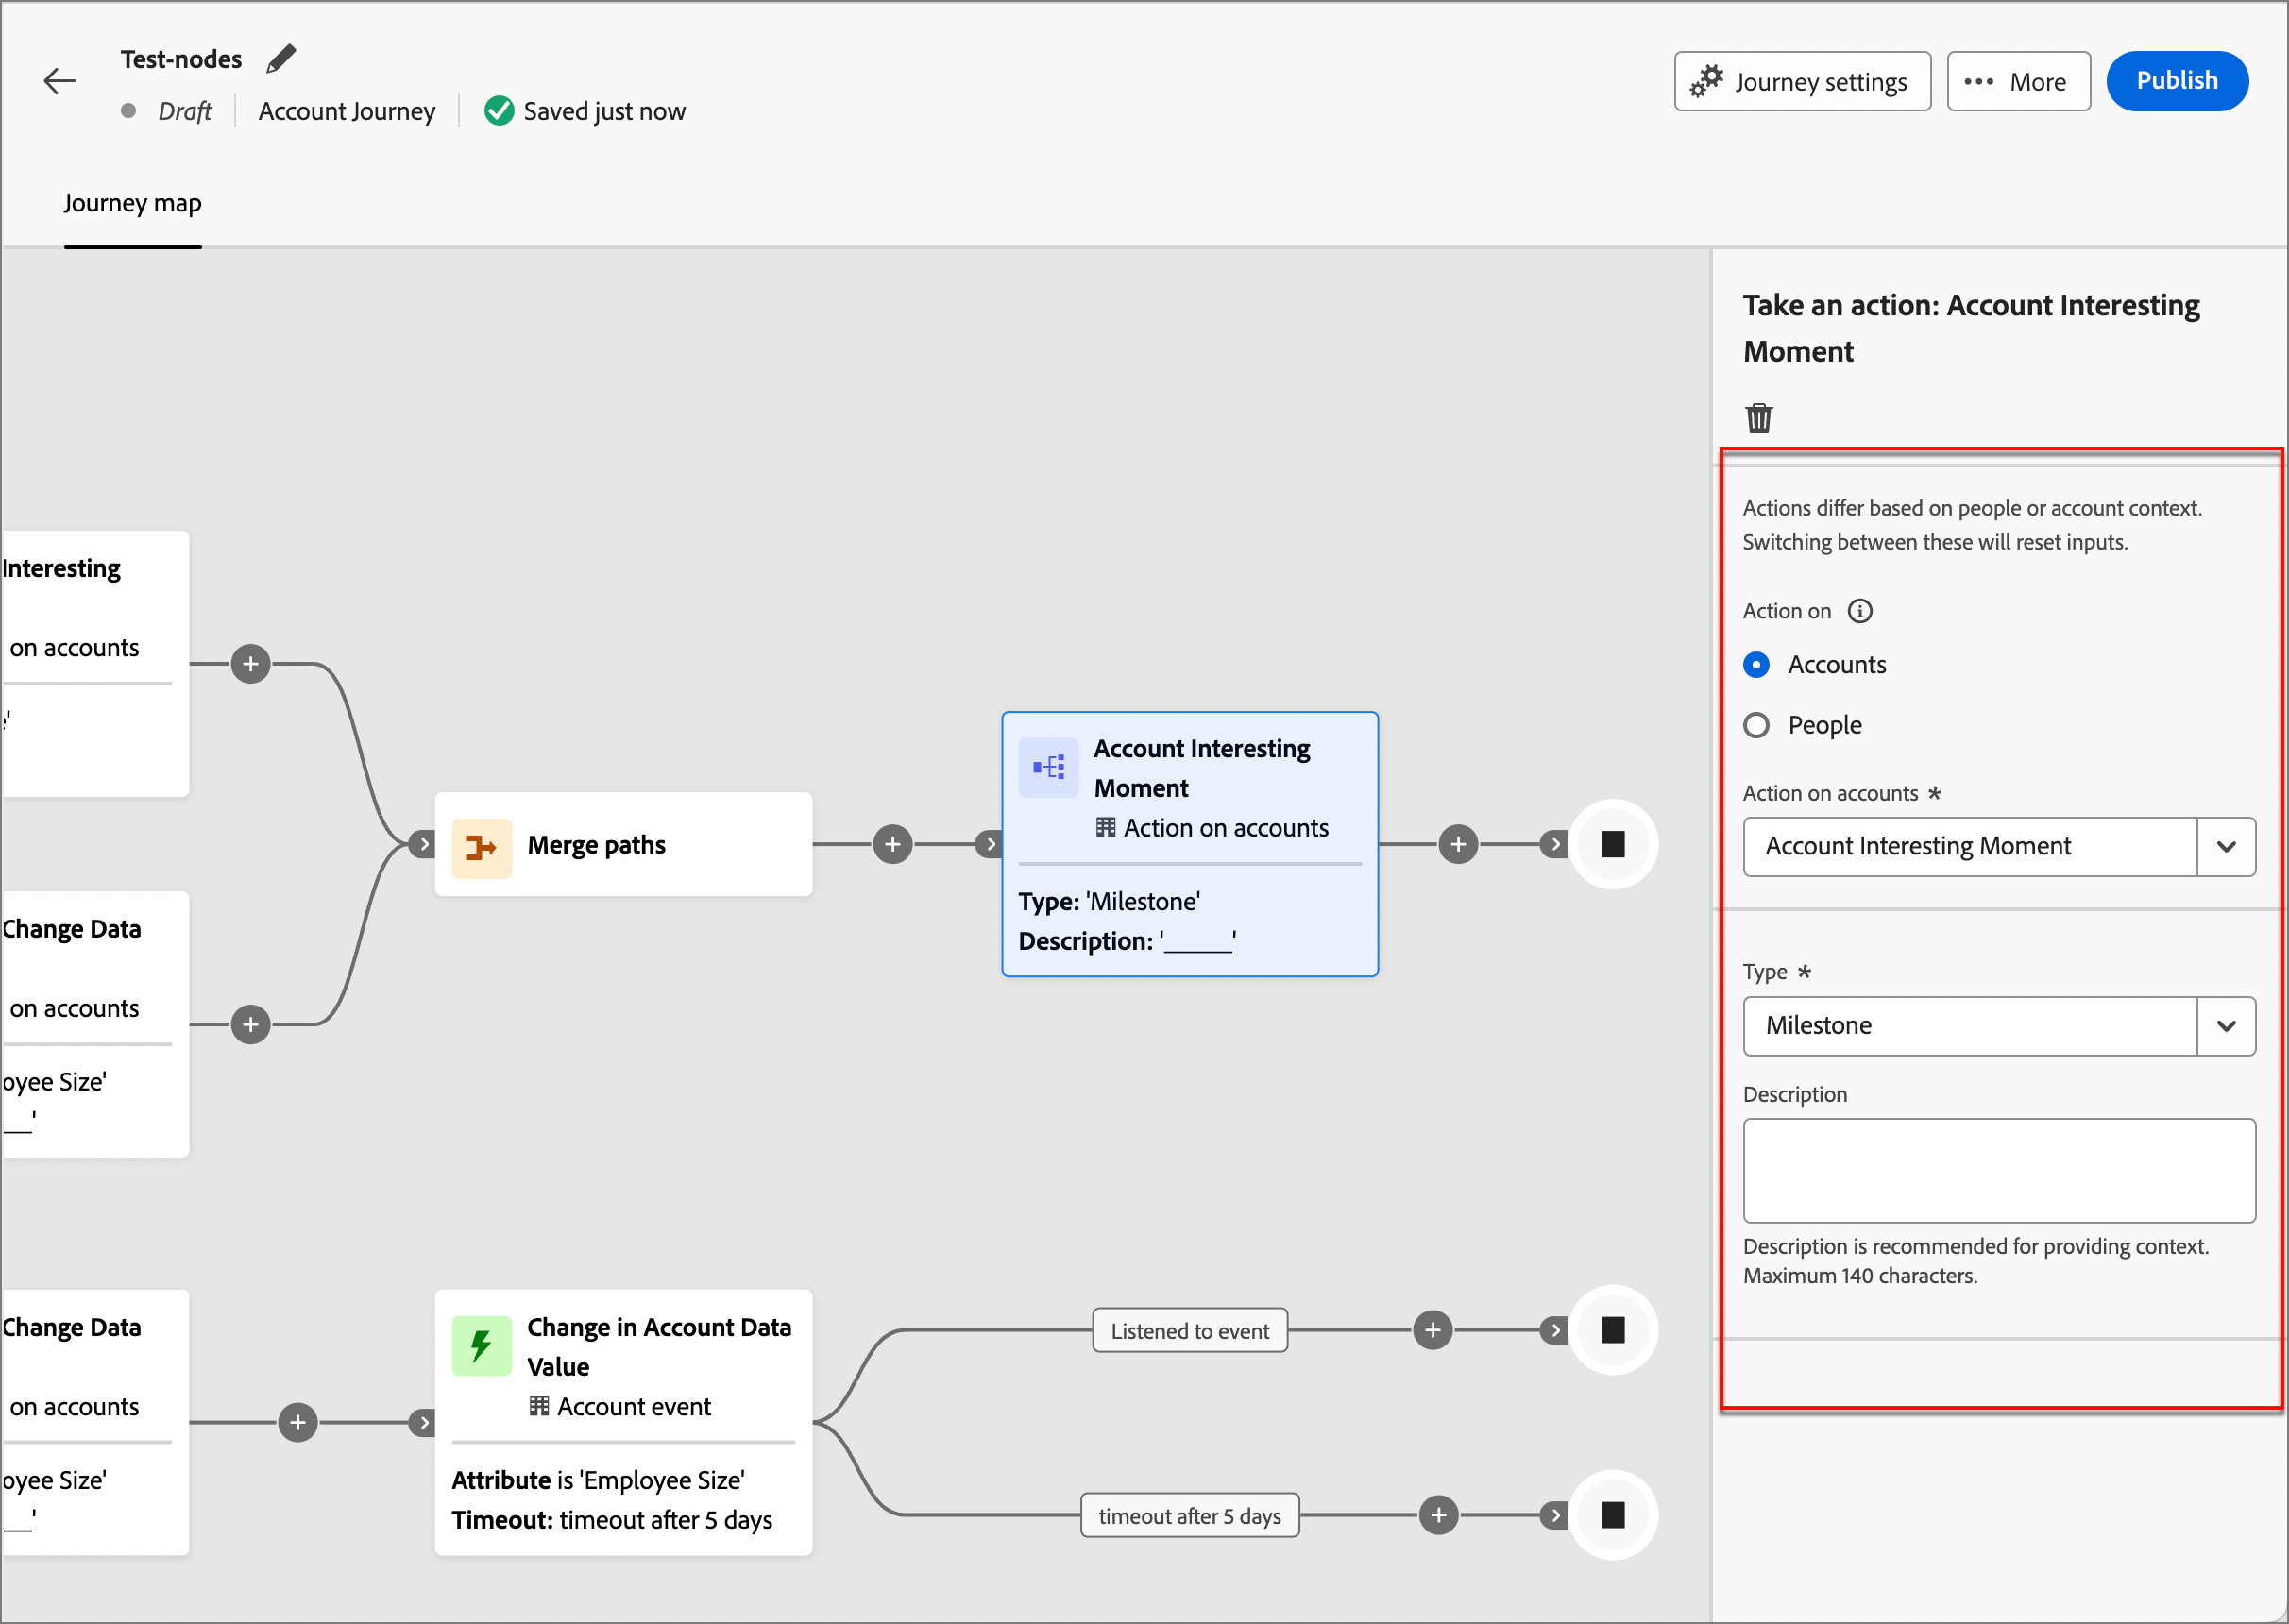 Test-nodes
Draft
Account Journey
Saved just now
Journey settings
More
Publish
Journey map
Interesting
on accounts
'
Change Data
on accounts
oyee Size'
__'
Change Data
on accounts
oyee Size'
__'
Merge paths
Account Interesting
Moment
Action on accounts
Type: 'Milestone'
Description: '_____'
Change in Account Data
Value
Account event
Attribute is 'Employee Size'
Timeout: timeout after 5 days
Listened to event
timeout after 5 days
Take an action: Account Interesting
Moment
Actions differ based on people or account context.
Switching between these will reset inputs.
Action on
Accounts
People
Action on accounts *
Account Interesting Moment
Type *
Milestone
Description
Description is recommended for providing context.
Maximum 140 characters.